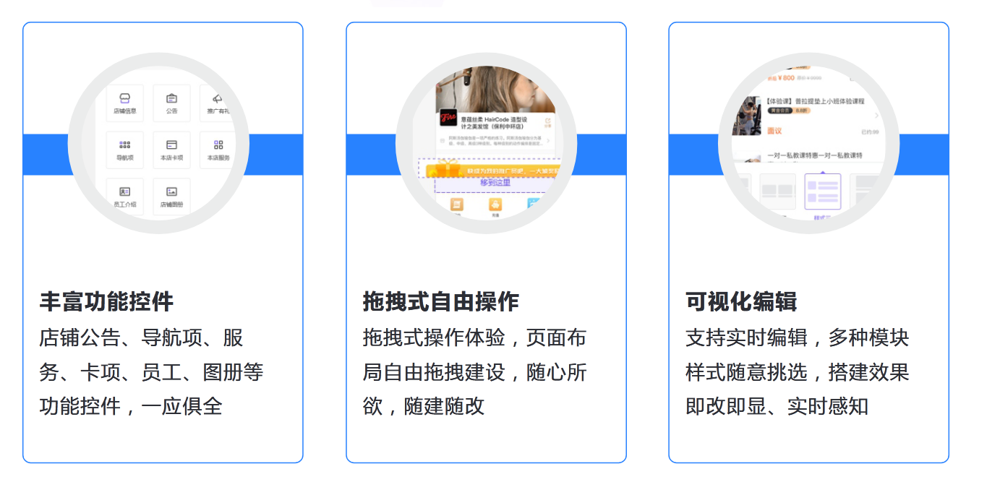 店铺信息
公告
推广有礼
导航项
本店卡项
本店服务
员工介绍
店铺图册
丰富功能控件
店铺公告、导航项、服
务、卡项、员工、图册等
功能控件，一应俱全
Fire
意蕴丝柔 HairCode 造型设
计之美发馆（保利中环店）
移到这里
拖拽式自由操作
拖拽式操作体验，页面布
局自由拖拽建设，随心所
欲，随建随改
¥800
【体验课】普拉提垫上小班体验课程
面议
已约:99
一对一私教课特惠一对一私教课特
可视化编辑
支持实时编辑，多种模块
样式随意挑选，搭建效果
即改即显、实时感知